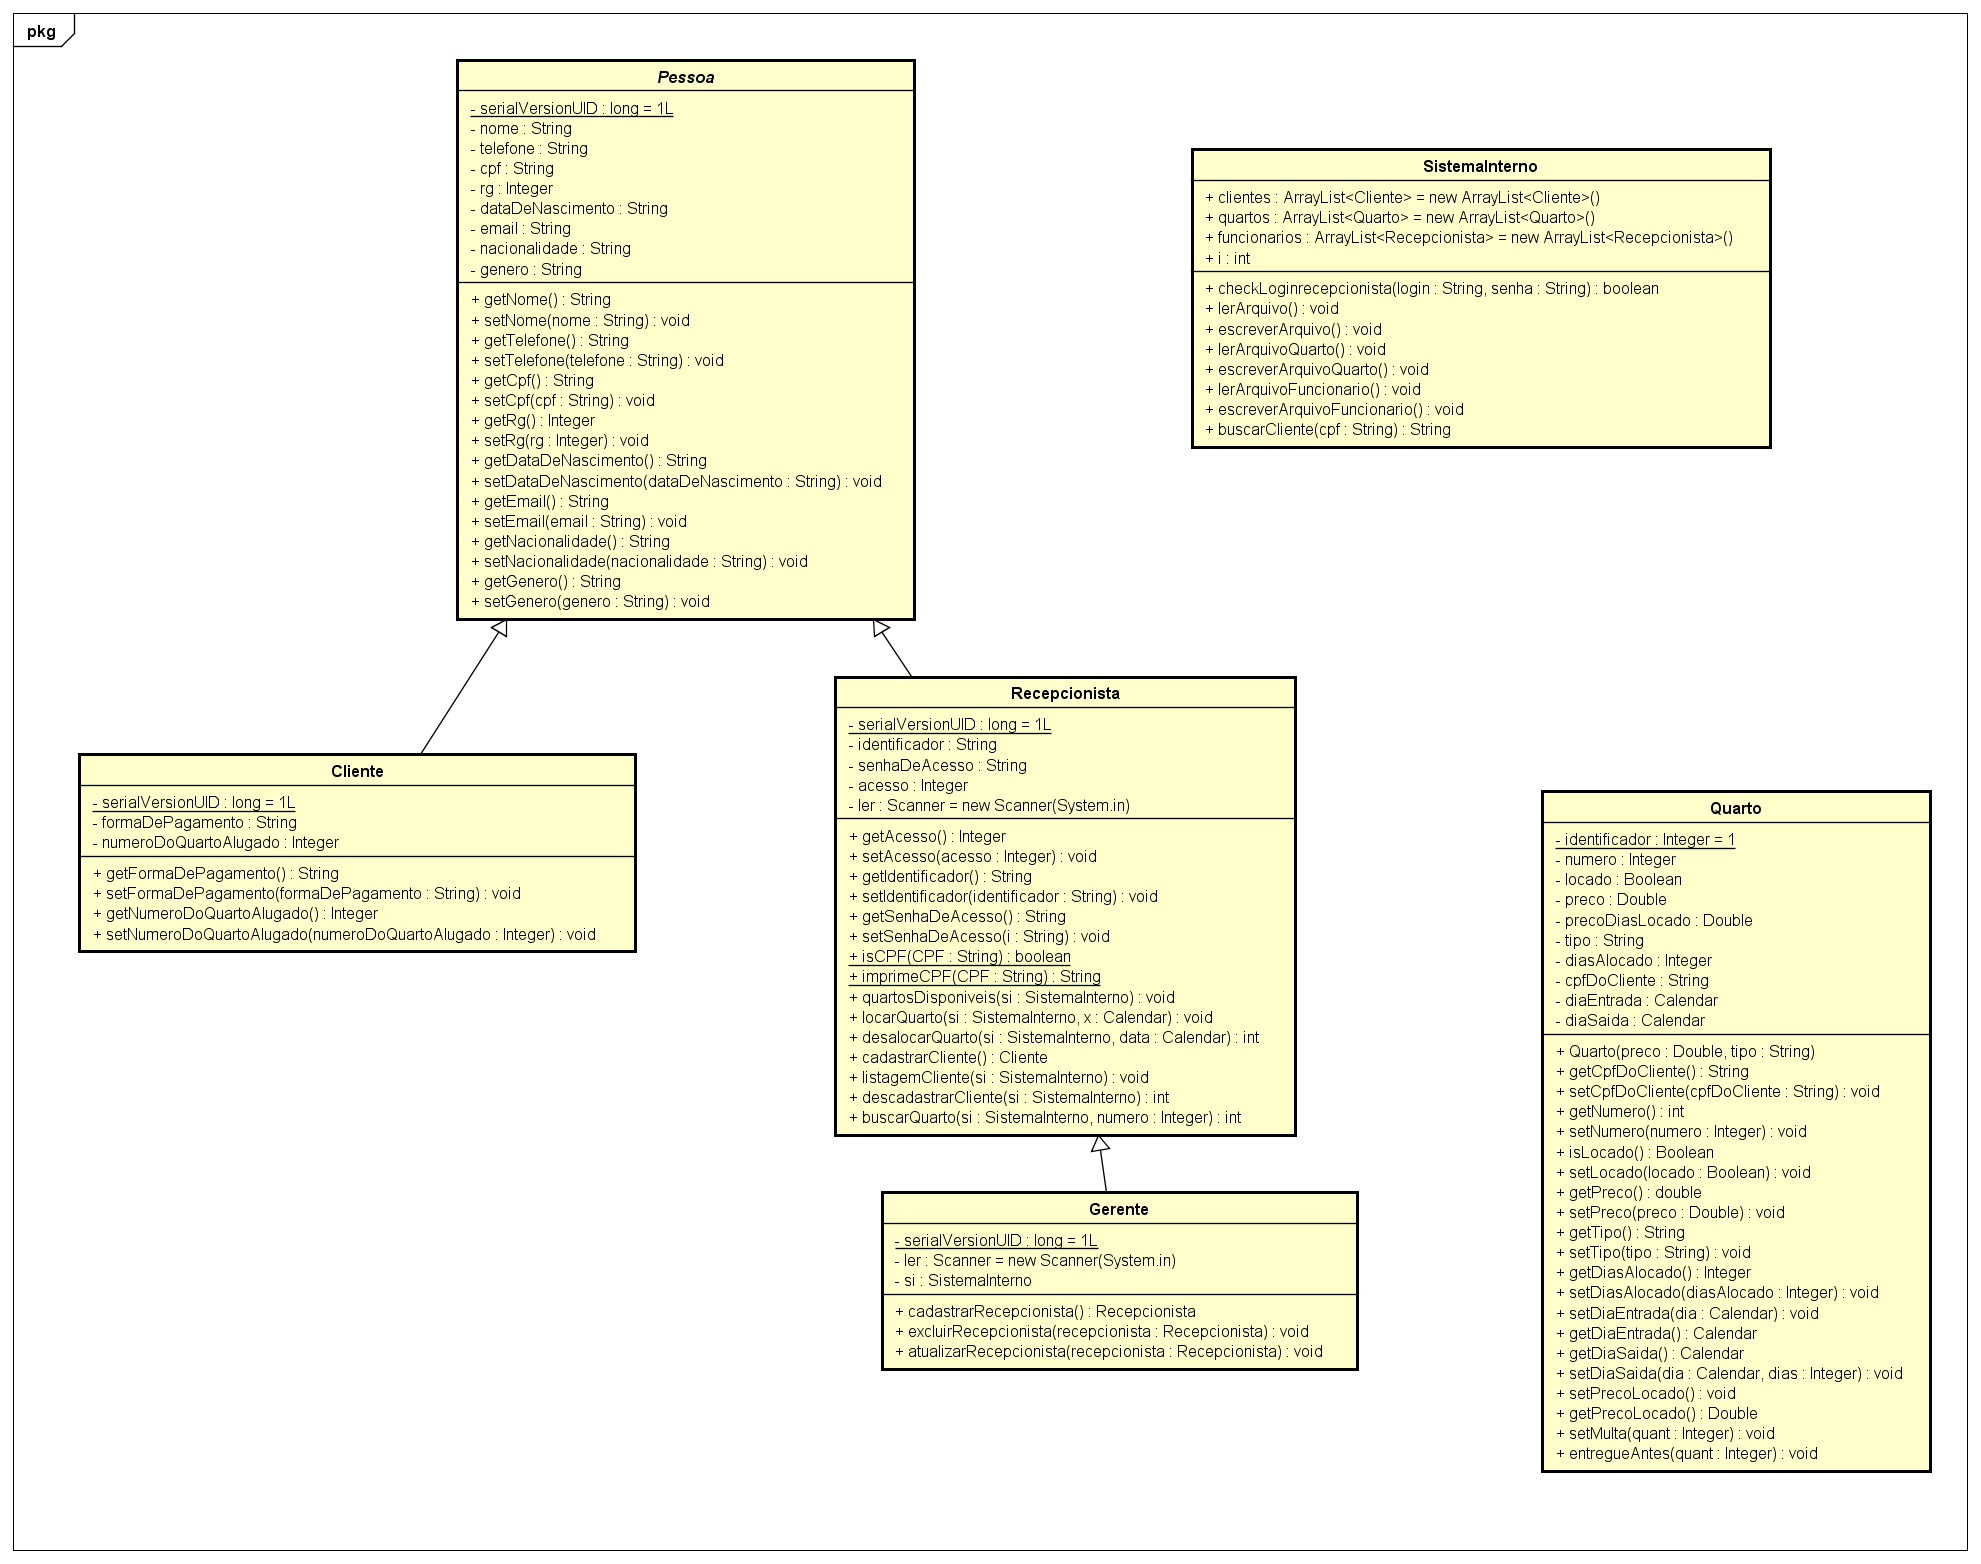 pkg
Pessoa
- serialVersionUID : long = 1L
- nome : String
- telefone : String
- cpf : String
- rg : Integer
- dataDeNascimento : String
- email : String
- nacionalidade : String
- genero : String
+ getNome() : String
+ setNome(nome : String) : void
+ getTelefone() : String
+ setTelefone(telefone : String) : void
+ getCpf() : String
+ setCpf(cpf : String) : void
+ getRg() : Integer
+ setRg(rg : Integer) : void
+ getDataDeNascimento() : String
+ setDataDeNascimento(dataDeNascimento : String) : void
+ getEmail() : String
+ setEmail(email : String) : void
+ getNacionalidade() : String
+ setNacionalidade(nacionalidade : String) : void
+ getGenero() : String
+ setGenero(genero : String) : void
SistemaInterno
+ clientes : ArrayList<Cliente> = new ArrayList<Cliente>()
+ quartos : ArrayList<Quarto> = new ArrayList<Quarto>()
+ funcionarios : ArrayList<Recepcionista> = new ArrayList<Recepcionista>()
+ i : int
+ checkLoginrecepcionista(login : String, senha : String) : boolean
+ lerArquivo() : void
+ escreverArquivo() : void
+ lerArquivoQuarto() : void
+ escreverArquivoQuarto() : void
+ lerArquivoFuncionario() : void
+ escreverArquivoFuncionario() : void
+ buscarCliente(cpf : String) : String
Cliente
- serialVersionUID : long = 1L
- formaDePagamento : String
- numeroDoQuartoAlugado : Integer
+ getFormaDePagamento() : String
+ setFormaDePagamento(formaDePagamento : String) : void
+ getNumeroDoQuartoAlugado() : Integer
+ setNumeroDoQuartoAlugado(numeroDoQuartoAlugado : Integer) : void
Recepcionista
- serialVersionUID : long = 1L
- identificador : String
- senhaDeAcesso : String
- acesso : Integer
- ler : Scanner = new Scanner(System.in)
+ getAcesso() : Integer
+ setAcesso(acesso : Integer) : void
+ getIdentificador() : String
+ setIdentificador(identificador : String) : void
+ getSenhaDeAcesso() : String
+ setSenhaDeAcesso(i : String) : void
+ isCPF(CPF : String) : boolean
+ imprimeCPF(CPF : String) : String
+ quartosDisponiveis(si : SistemaInterno) : void
+ locarQuarto(si : SistemaInterno, x : Calendar) : void
+ desalocarQuarto(si : SistemaInterno, data : Calendar) : int
+ cadastrarCliente() : Cliente
+ listagemCliente(si : SistemaInterno) : void
+ descadastrarCliente(si : SistemaInterno) : int
+ buscarQuarto(si : SistemaInterno, numero : Integer) : int
Gerente
- serialVersionUID : long = 1L
- ler : Scanner = new Scanner(System.in)
- si : SistemaInterno
+ cadastrarRecepcionista() : Recepcionista
+ excluirRecepcionista(recepcionista : Recepcionista) : void
+ atualizarRecepcionista(recepcionista : Recepcionista) : void
Quarto
- identificador : Integer = 1
- numero : Integer
- locado : Boolean
- preco : Double
- precoDiasLocado : Double
- tipo : String
- diasAlocado : Integer
- cpfDoCliente : String
- diaEntrada : Calendar
- diaSaida : Calendar
+ Quarto(preco : Double, tipo : String)
+ getCpfDoCliente() : String
+ setCpfDoCliente(cpfDoCliente : String) : void
+ getNumero() : int
+ setNumero(numero : Integer) : void
+ isLocado() : Boolean
+ setLocado(locado : Boolean) : void
+ getPreco() : double
+ setPreco(preco : Double) : void
+ getTipo() : String
+ setTipo(tipo : String) : void
+ getDiasAlocado() : Integer
+ setDiasAlocado(diasAlocado : Integer) : void
+ setDiaEntrada(dia : Calendar) : void
+ getDiaEntrada() : Calendar
+ getDiaSaida() : Calendar
+ setDiaSaida(dia : Calendar, dias : Integer) : void
+ setPrecoLocado() : void
+ getPrecoLocado() : Double
+ setMulta(quant : Integer) : void
+ entregueAntes(quant : Integer) : void